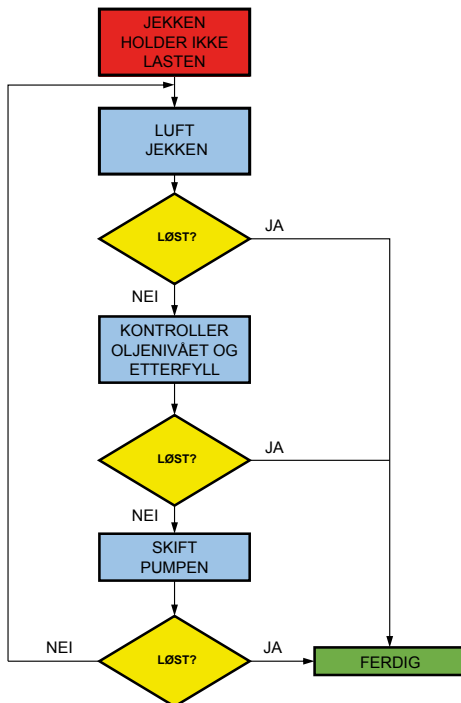 JEKKEN
HOLDER IKKE
LASTEN
LUFT
JEKKEN
LØST?
JA
NEI
KONTROLLER
OLJENIVÅET OG
ETTERFYLL
LØST?
JA
NEI
SKIFT
PUMPEN
NEI
LØST?
JA
FERDIG